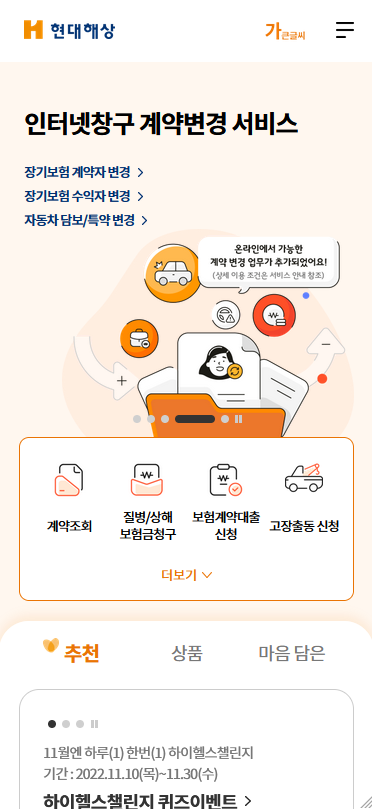 현대해상
가큰글씨
인터넷창구 계약변경 서비스
장기보험 계약자 변경
장기보험 수익자 변경
자동차 담보/특약 변경
온라인에서 가능한
계약 변경 업무가 추가되었어요!
(상세 이용 조건은 서비스 안내 참조)
계약조회
질병/상해
보험금청구
보험계약대출
신청
고장출동 신청
더보기
추천 상품 마음 담은
11월엔 하루(1) 한번(1) 하이헬스챌린지
기간 : 2022.11.10(목)~11.30(수)
하이헬스챌린지 퀴즈이벤트